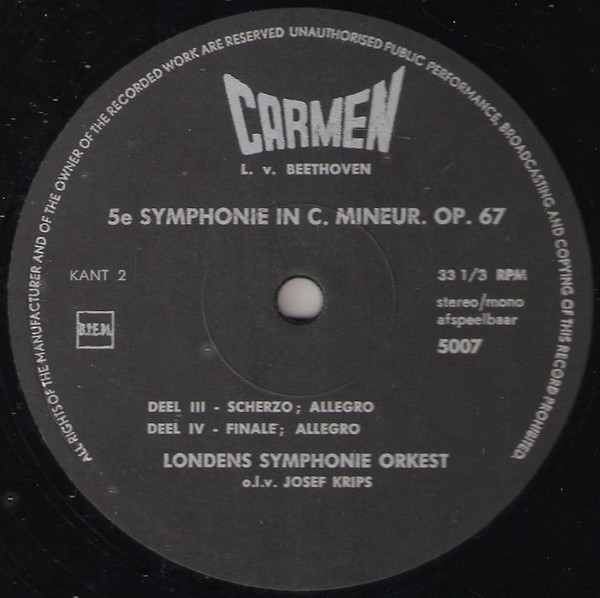 ALL RIGHTS OF THE MANUFACTURER AND OF THE OWNER OF THE RECORDED WORK ARE RESERVED UNAUTHORISED PUBLIC PERFORMANCE, BROADCASTING AND COPYING OF THIS RECORD PROHIBITED.
CARMEN
L. v. BEETHOVEN
5e SYMPHONIE IN C. MINEUR. OP. 67
KANT 2
33 1/3 RPM
stereo/mono
afspeelbaar
B.I.E.M.
5007
DEEL III - SCHERZO; ALLEGRO
DEEL IV - FINALE; ALLEGRO
LONDENS SYMPHONIE ORKEST
o.l.v. JOSEF KRIPS